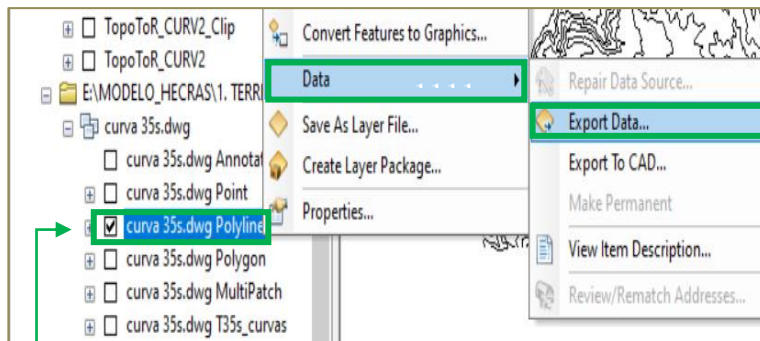 TopoToR_CURV2_Clip
TopoToR_CURV2
E:\MODELO_HECRAS\1. TERRI
curva 35s.dwg
curva 35s.dwg Annotat
curva 35s.dwg Point
curva 35s.dwg Polyline
curva 35s.dwg Polygon
curva 35s.dwg MultiPatch
curva 35s.dwg T35s_curvas
Convert Features to Graphics...
Data
Save As Layer File...
Create Layer Package...
Properties...
Repair Data Source...
Export Data...
Export To CAD...
Make Permanent
View Item Description...
Review/Rematch Addresses...